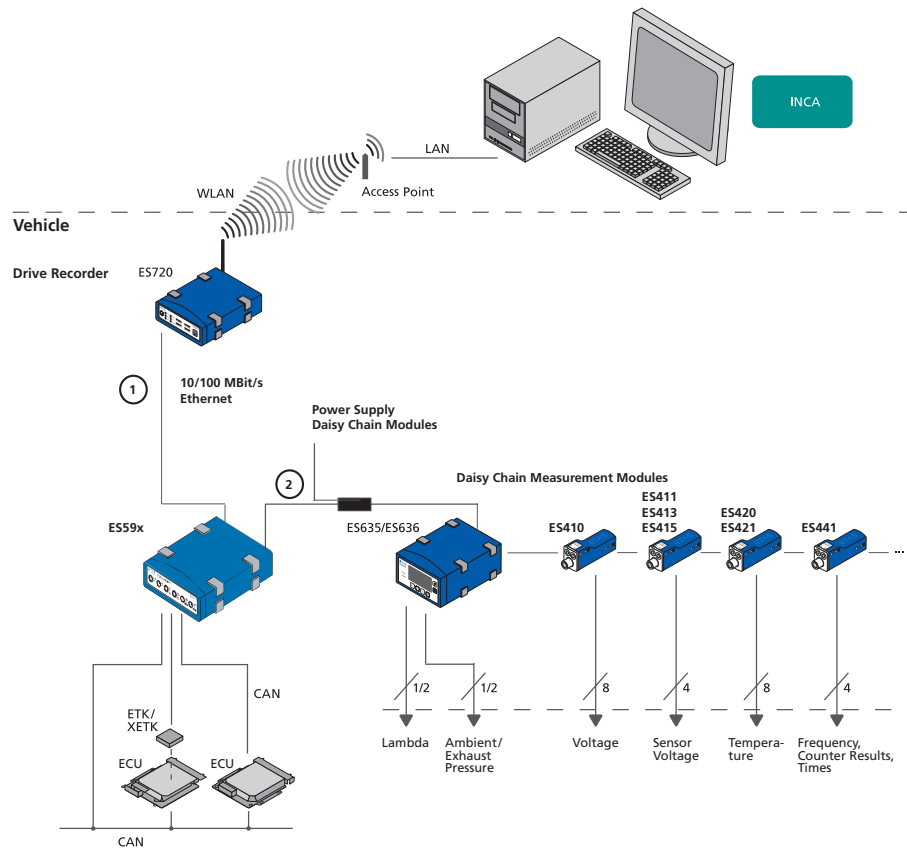 INCA
LAN
WLAN
Access Point
Vehicle
Drive Recorder
ES720
1
10/100 MBit/s
Ethernet
Power Supply
Daisy Chain Modules
2
Daisy Chain Measurement Modules
ES59x
ES635/ES636
ES410
ES411
ES413
ES415
ES420
ES421
ES441
...
1/2
1/2
8
4
8
4
CAN
ETK/
XETK
ECU
ECU
CAN
Lambda
Ambient/
Exhaust
Pressure
Voltage
Sensor
Voltage
Tempera-
ture
Frequency,
Counter Results,
Times